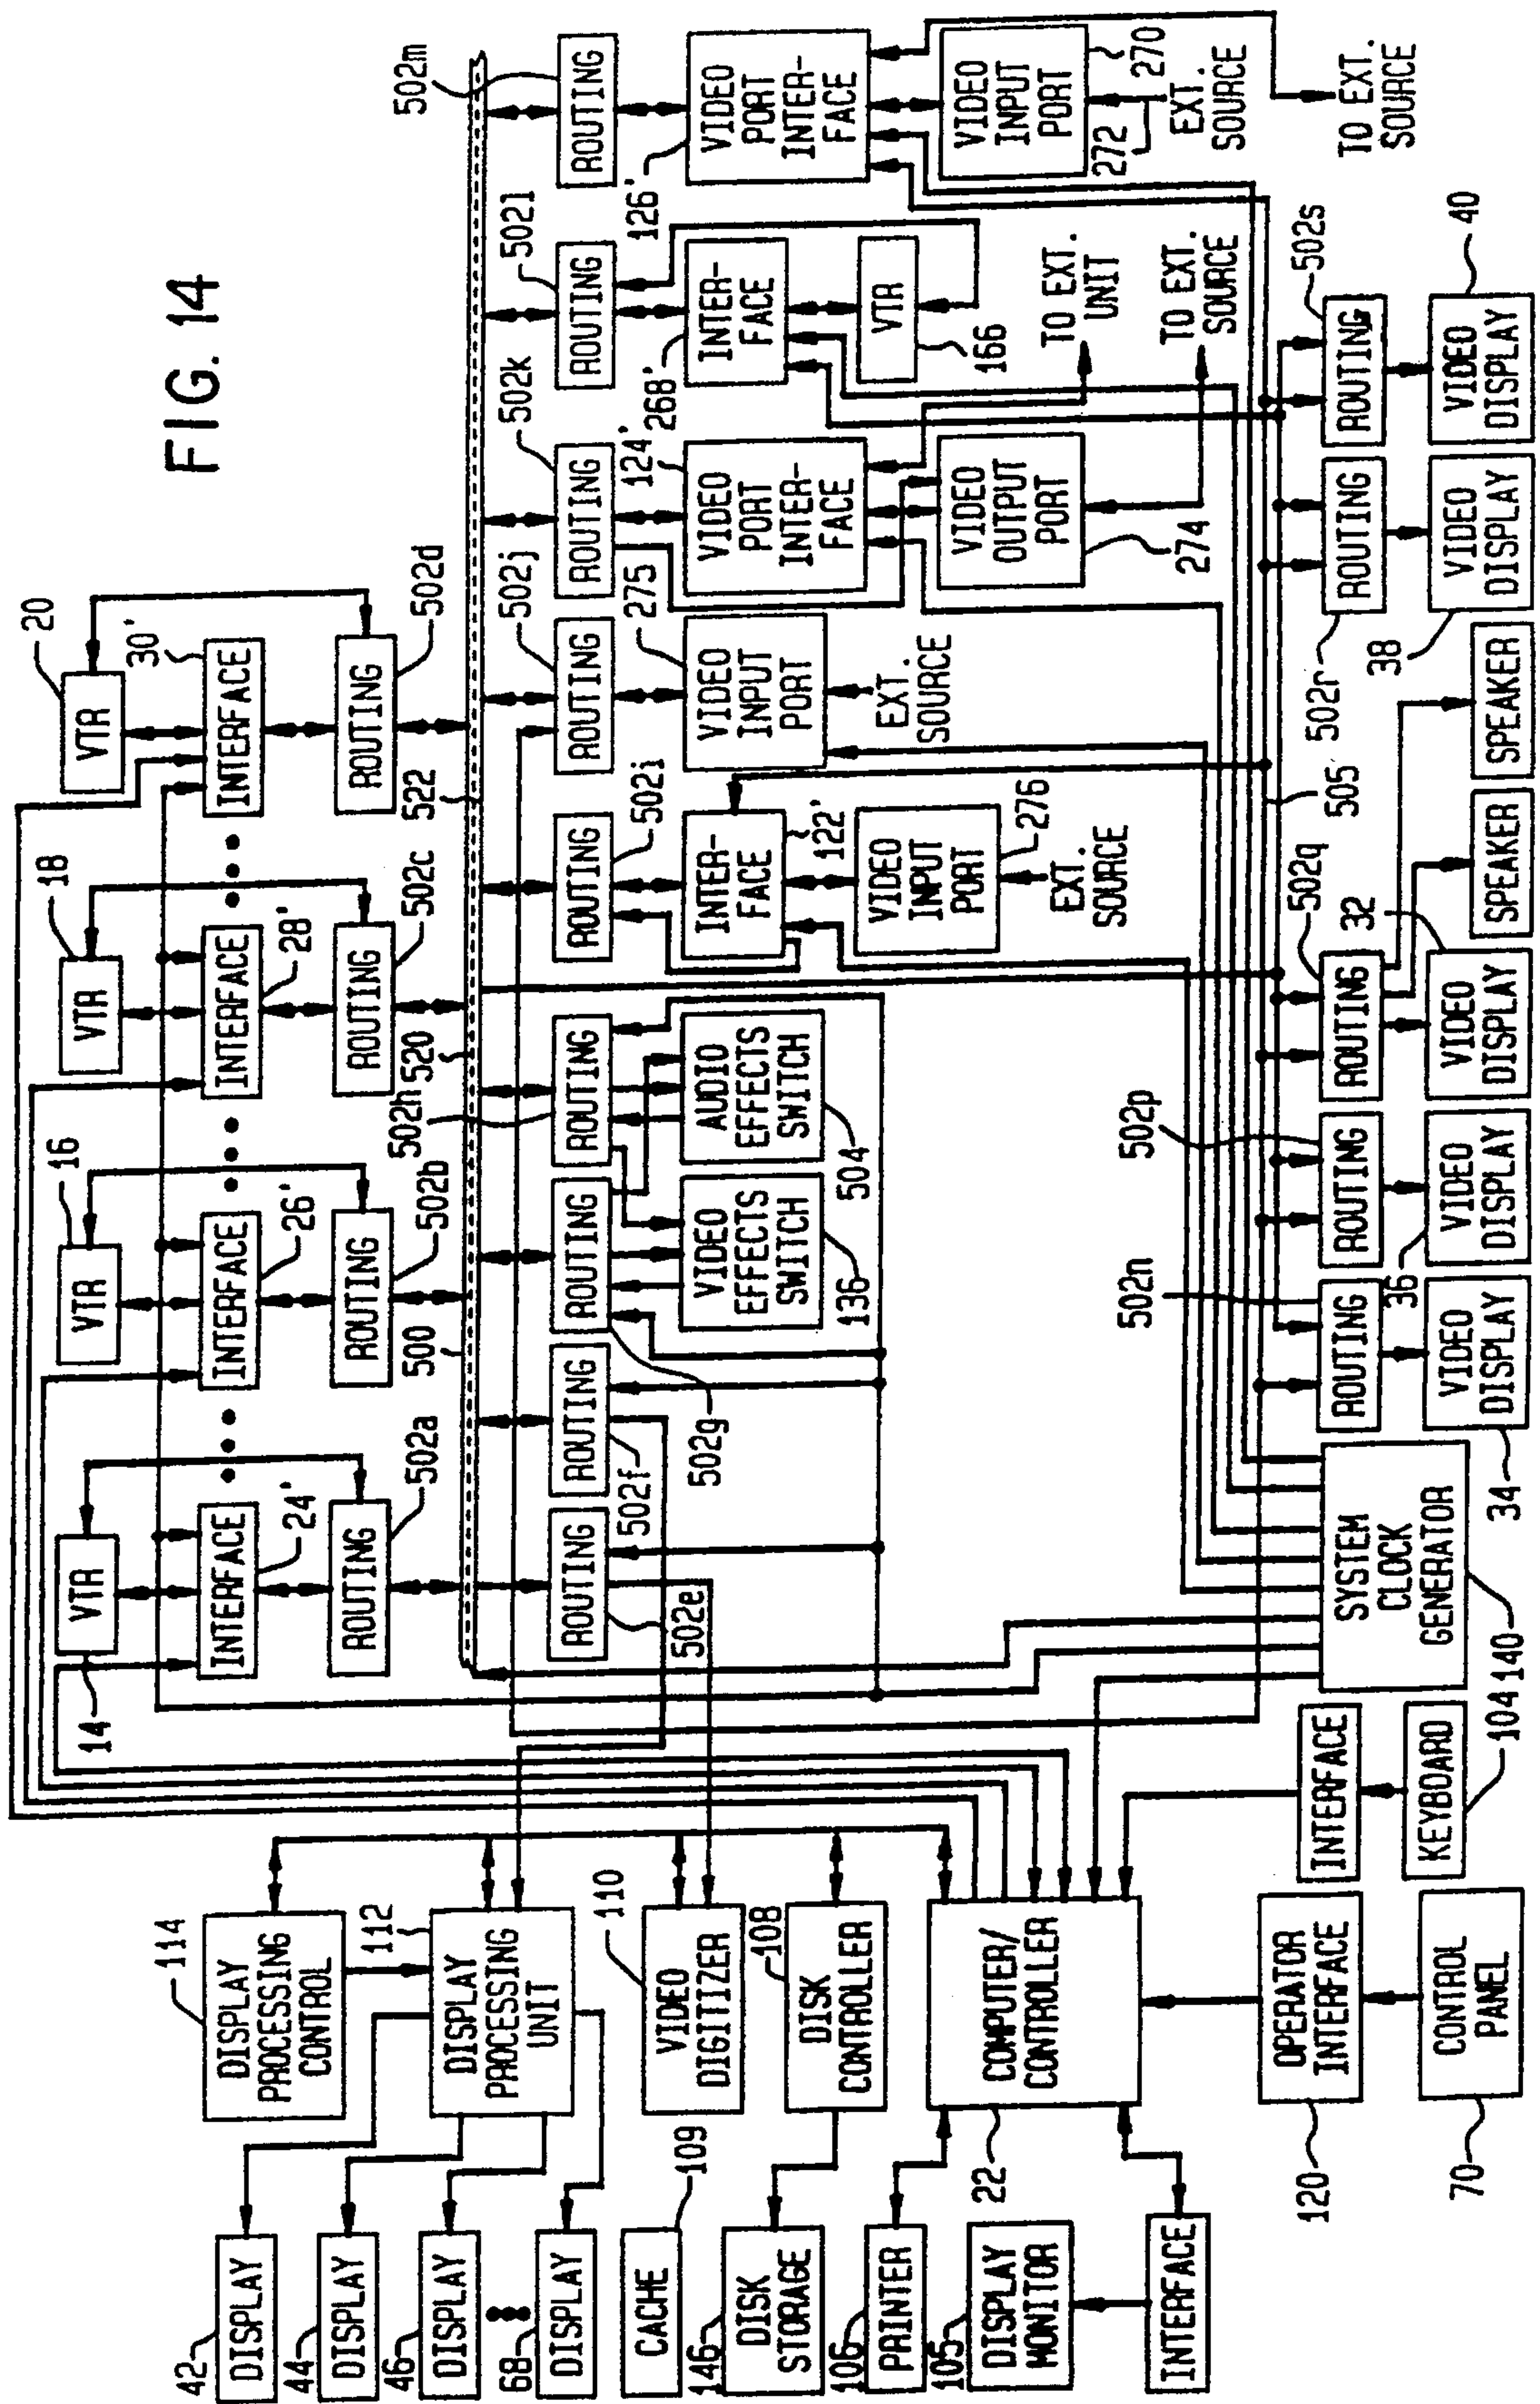 FIG. 14
20
VTR
30'
INTERFACE
ROUTING
502d
18
VTR
INTERFACE
28'
ROUTING
502c
16
VTR
INTERFACE
26'
ROUTING
502b
VTR
14
INTERFACE
24'
ROUTING
502a
500
520
522
502e
ROUTING
502f
ROUTING
502g
ROUTING
502h
ROUTING
502i
ROUTING
502j
ROUTING
502k
ROUTING
502l
ROUTING
502m
ROUTING
VIDEO
EFFECTS
SWITCH
136
AUDIO
EFFECTS
SWITCH
504
INTER-
FACE
122'
VIDEO
INPUT
PORT
276
EXT.
SOURCE
275
VIDEO
INPUT
PORT
EXT.
SOURCE
124'
VIDEO
PORT
INTER-
FACE
VIDEO
OUTPUT
PORT
274
268'
INTER-
FACE
VTR
166
TO EXT.
UNIT
TO EXT.
SOURCE
126'
VIDEO
PORT
INTER-
FACE
VIDEO
INPUT
PORT
270
272
EXT.
SOURCE
TO EXT.
SOURCE
114
DISPLAY
PROCESSING
CONTROL
112
DISPLAY
PROCESSING
UNIT
110
VIDEO
DIGITIZER
108
DISK
CONTROLLER
COMPUTER/
CONTROLLER
22
42
DISPLAY
44
DISPLAY
46
DISPLAY
68
DISPLAY
CACHE
109
146
DISK
STORAGE
106
PRINTER
105
DISPLAY
MONITOR
INTERFACE
OPERATOR
INTERFACE
120
CONTROL
PANEL
70
INTERFACE
KEYBOARD
104
SYSTEM
CLOCK
GENERATOR
140
502n
ROUTING
VIDEO
DISPLAY
34
502p
ROUTING
36
VIDEO
DISPLAY
502q
ROUTING
32
VIDEO
DISPLAY
SPEAKER
SPEAKER
505
502r
ROUTING
VIDEO
DISPLAY
38
502s
ROUTING
VIDEO
DISPLAY
40